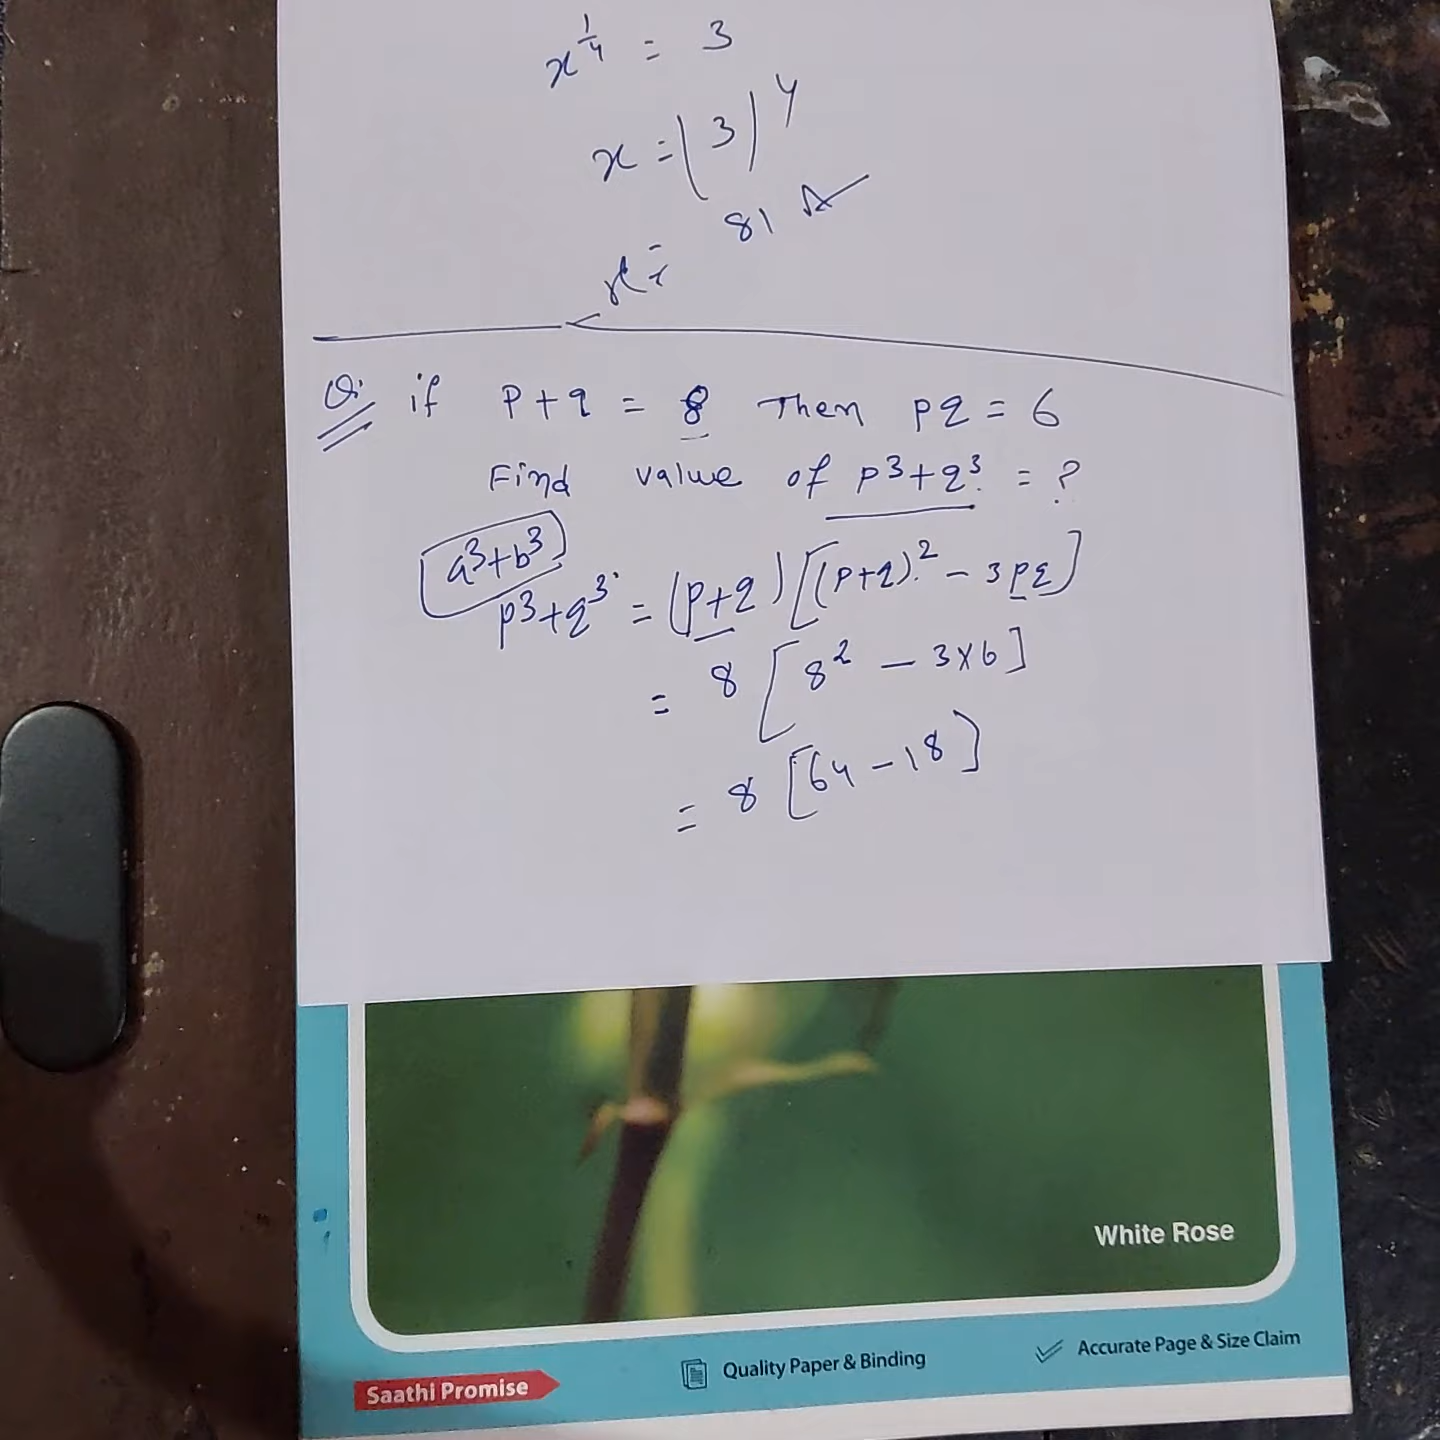 x^1/4 = 3
x = (3)^4
x = 81 A
Q. if P+q = 8 Then pq = 6
Find value of p³+q³ = ?
a³+b³
p³+q³ = (p+q) [(p+q)² - 3pq]
= 8 [8² - 3×6]
= 8 [64 - 18]
White Rose
Saathi Promise
Quality Paper & Binding
Accurate Page & Size Claim